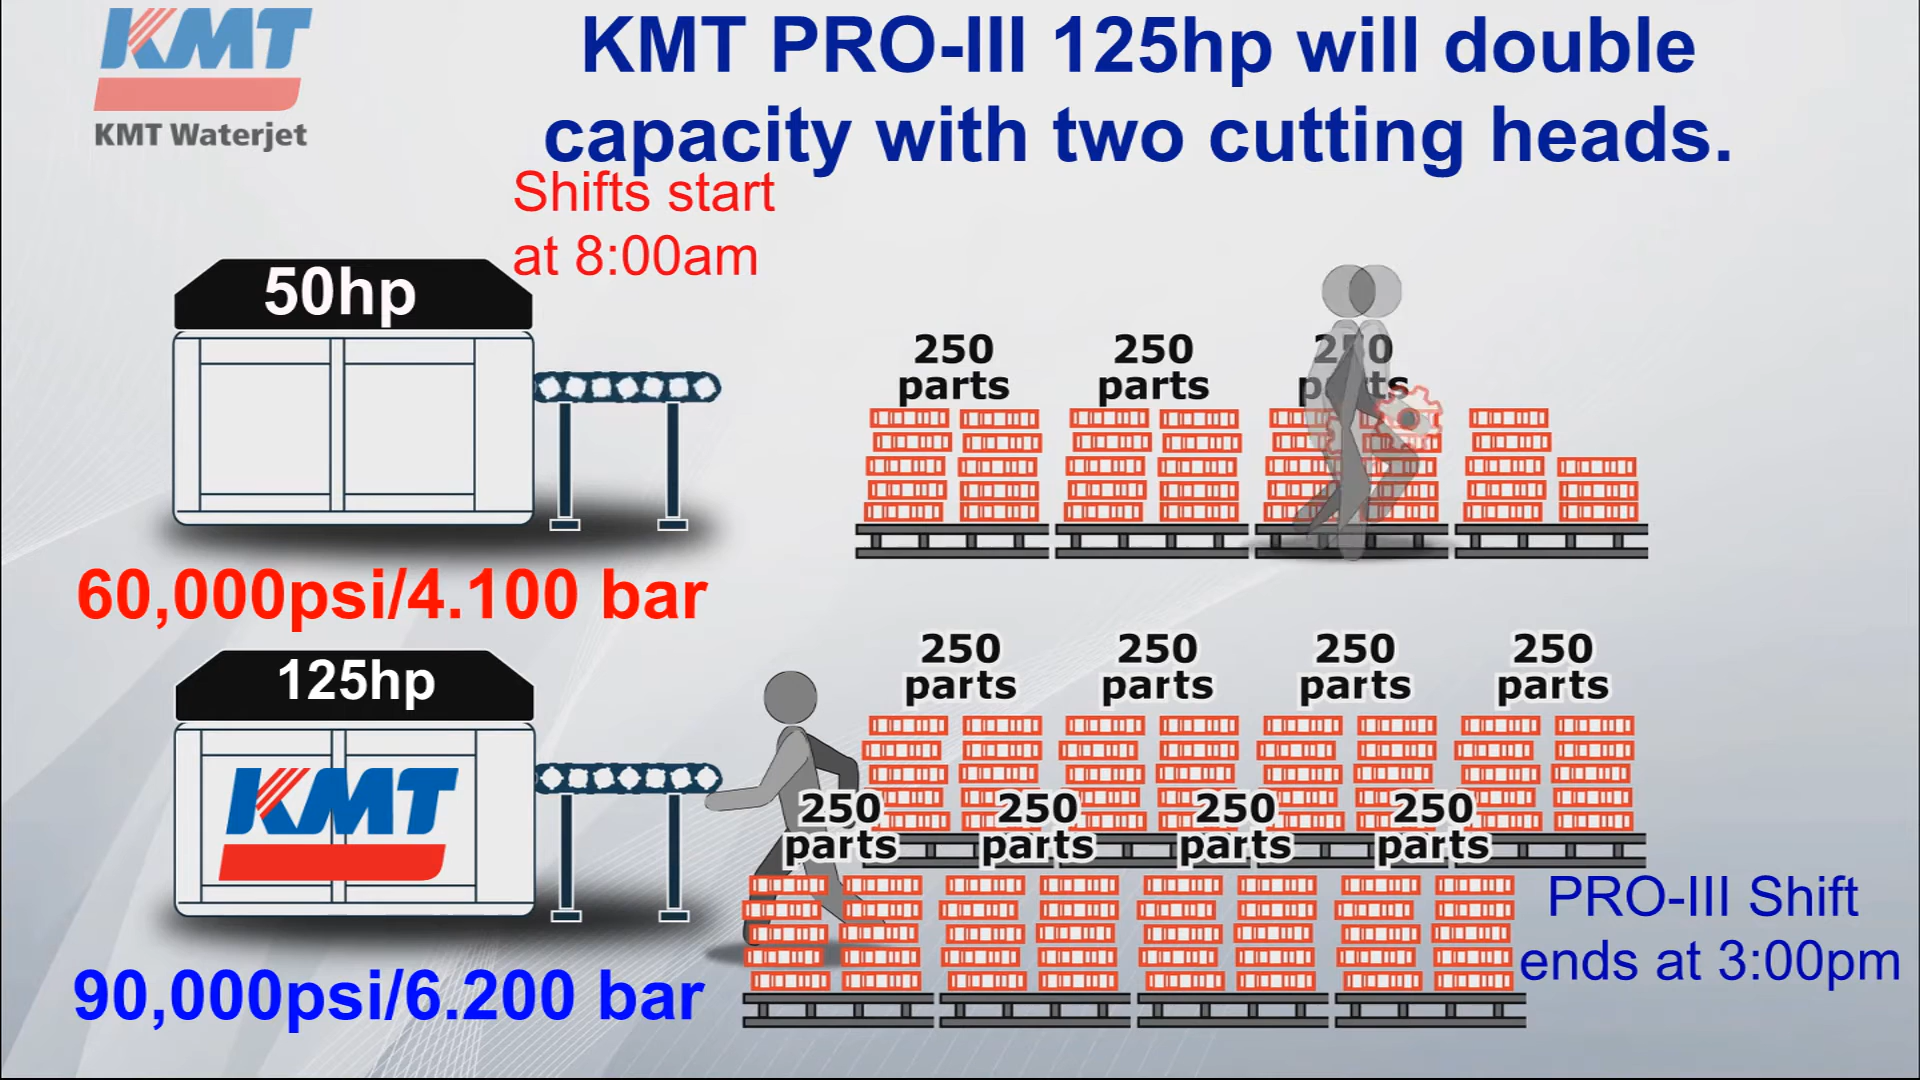 KMT
KMT Waterjet
KMT PRO-III 125hp will double
capacity with two cutting heads.
Shifts start
at 8:00am
50hp
250
parts
250
parts
250
parts
60,000psi/4.100 bar
125hp
KMT
250
parts
250
parts
250
parts
250
parts
250
parts
250
parts
250
parts
250
parts
PRO-III Shift
ends at 3:00pm
90,000psi/6.200 bar